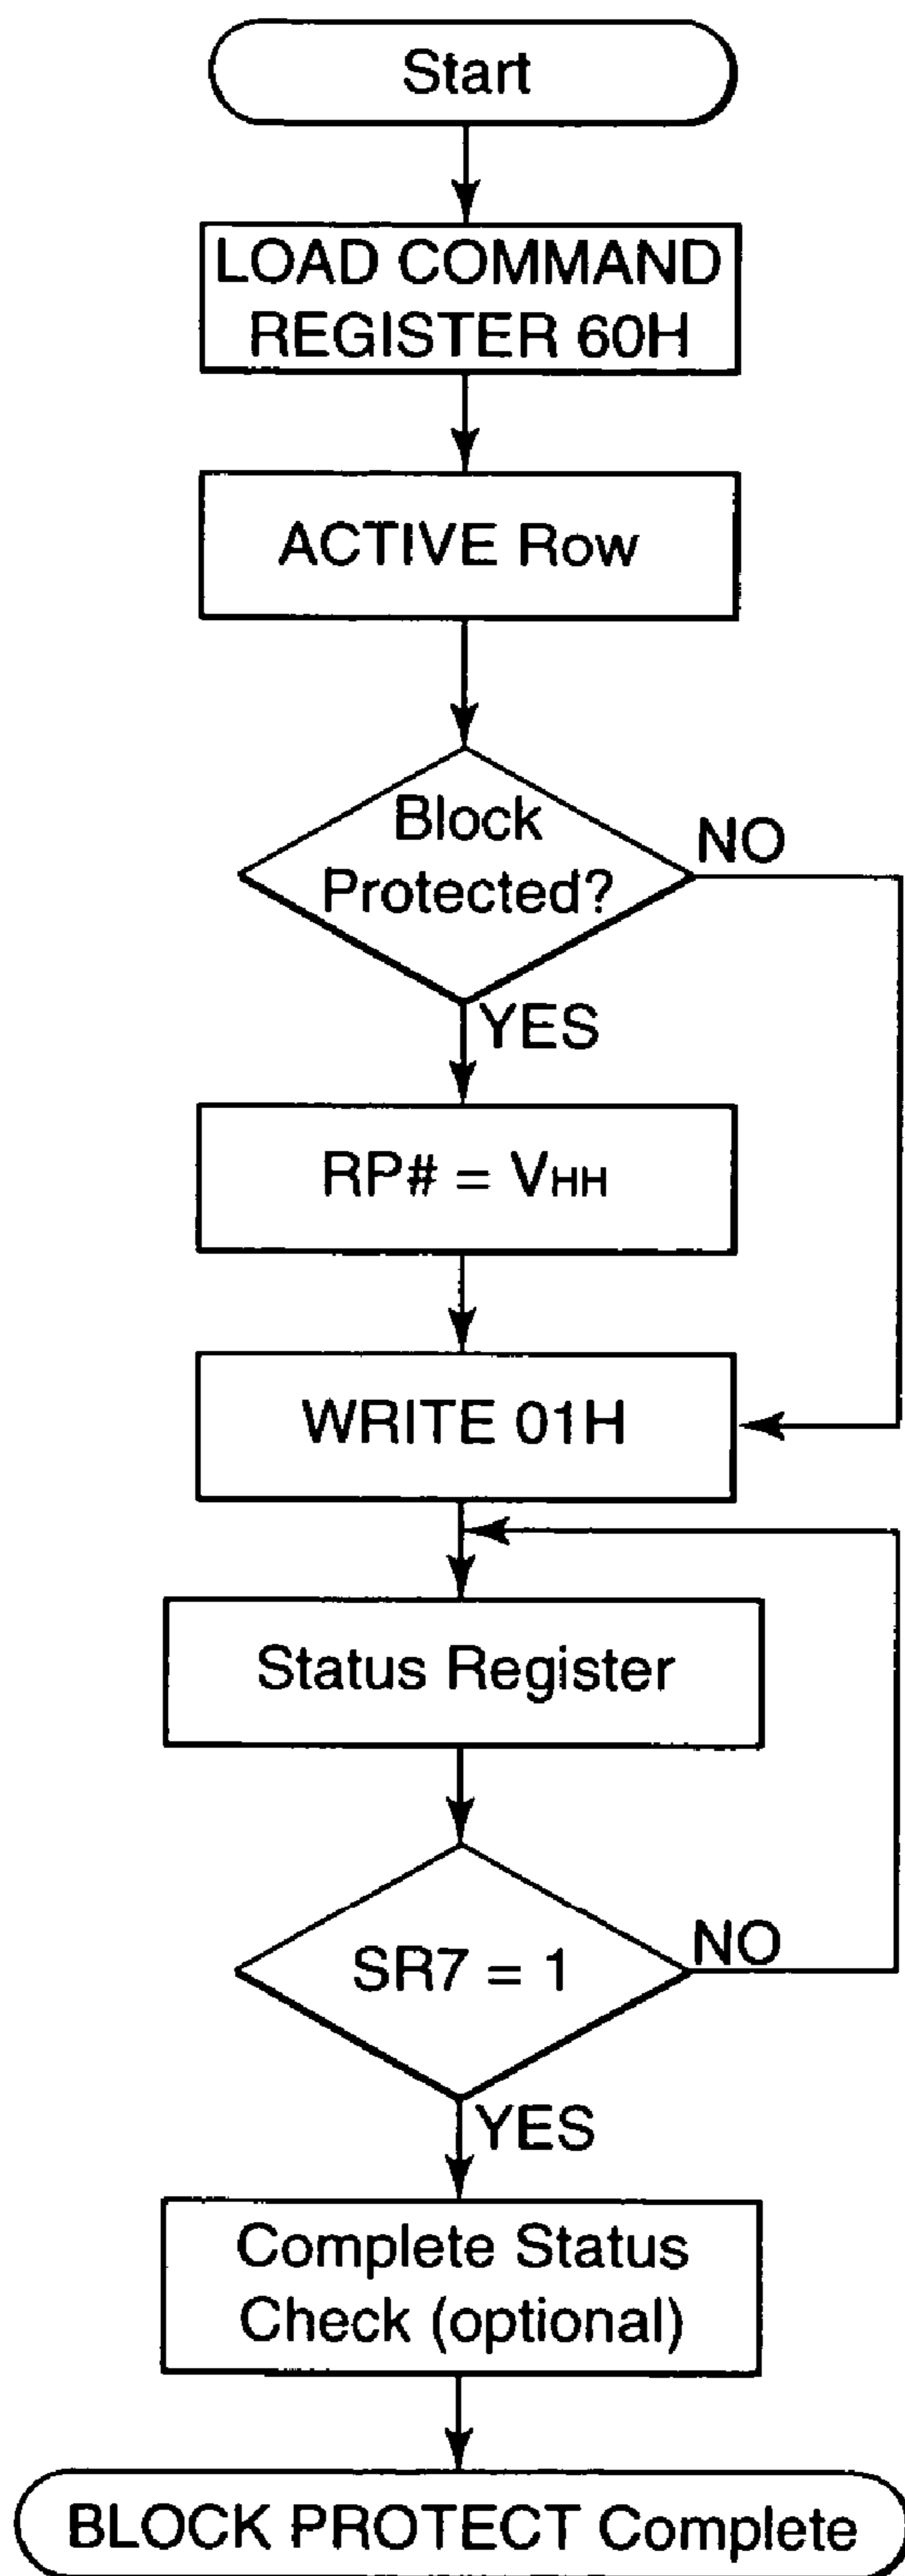 Start
LOAD COMMAND
REGISTER 60H
ACTIVE Row
Block
Protected?
NO
YES
RP# = VHH
WRITE 01H
Status Register
SR7 = 1
NO
YES
Complete Status
Check (optional)
BLOCK PROTECT Complete